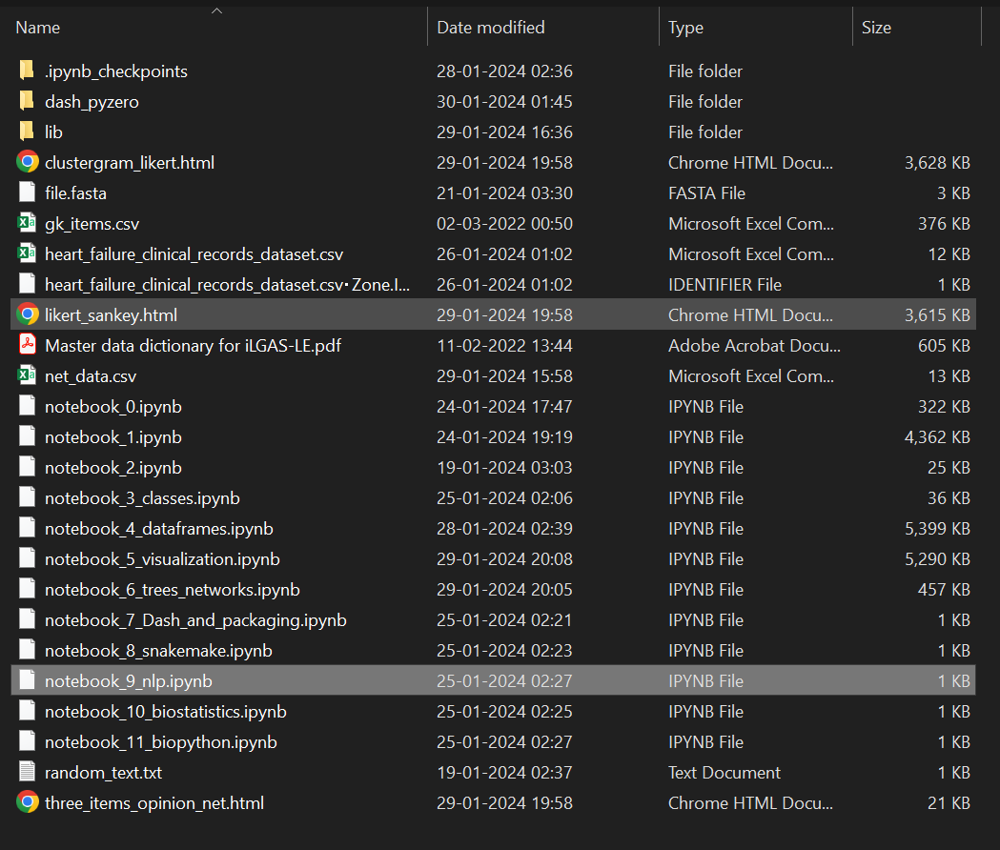 Name Date modified Type Size
.ipynb_checkpoints 28-01-2024 02:36 File folder
dash_pyzero 30-01-2024 01:45 File folder
lib 29-01-2024 16:36 File folder
clustergram_likert.html 29-01-2024 19:58 Chrome HTML Docu... 3,628 KB
file.fasta 21-01-2024 03:30 FASTA File 3 KB
gk_items.csv 02-03-2022 00:50 Microsoft Excel Com... 376 KB
heart_failure_clinical_records_dataset.csv 26-01-2024 01:02 Microsoft Excel Com... 12 KB
heart_failure_clinical_records_dataset.csv·Zone.I... 26-01-2024 01:02 IDENTIFIER File 1 KB
likert_sankey.html 29-01-2024 19:58 Chrome HTML Docu... 3,615 KB
Master data dictionary for iLGAS-LE.pdf 11-02-2022 13:44 Adobe Acrobat Docu... 605 KB
net_data.csv 29-01-2024 15:58 Microsoft Excel Com... 13 KB
notebook_0.ipynb 24-01-2024 17:47 IPYNB File 322 KB
notebook_1.ipynb 24-01-2024 19:19 IPYNB File 4,362 KB
notebook_2.ipynb 19-01-2024 03:03 IPYNB File 25 KB
notebook_3_classes.ipynb 25-01-2024 02:06 IPYNB File 36 KB
notebook_4_dataframes.ipynb 28-01-2024 02:39 IPYNB File 5,399 KB
notebook_5_visualization.ipynb 29-01-2024 20:08 IPYNB File 5,290 KB
notebook_6_trees_networks.ipynb 29-01-2024 20:05 IPYNB File 457 KB
notebook_7_Dash_and_packaging.ipynb 25-01-2024 02:21 IPYNB File 1 KB
notebook_8_snakemake.ipynb 25-01-2024 02:23 IPYNB File 1 KB
notebook_9_nlp.ipynb 25-01-2024 02:27 IPYNB File 1 KB
notebook_10_biostatistics.ipynb 25-01-2024 02:25 IPYNB File 1 KB
notebook_11_biopython.ipynb 25-01-2024 02:27 IPYNB File 1 KB
random_text.txt 19-01-2024 02:37 Text Document 1 KB
three_items_opinion_net.html 29-01-2024 19:58 Chrome HTML Docu... 21 KB